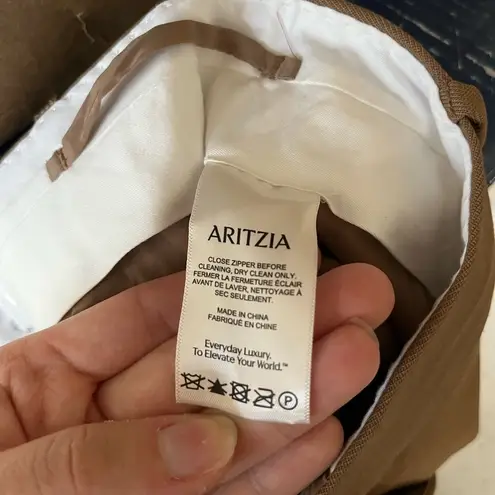 ARITZIA
CLOSE ZIPPER BEFORE
CLEANING, DRY CLEAN ONLY.
FERMER LA FERMETURE ÉCLAIR
AVANT DE LAVER, NETTOYAGE À
SEC SEULEMENT.
MADE IN CHINA
FABRIQUÉ EN CHINE
Everyday Luxury.
To Elevate Your World.™
P